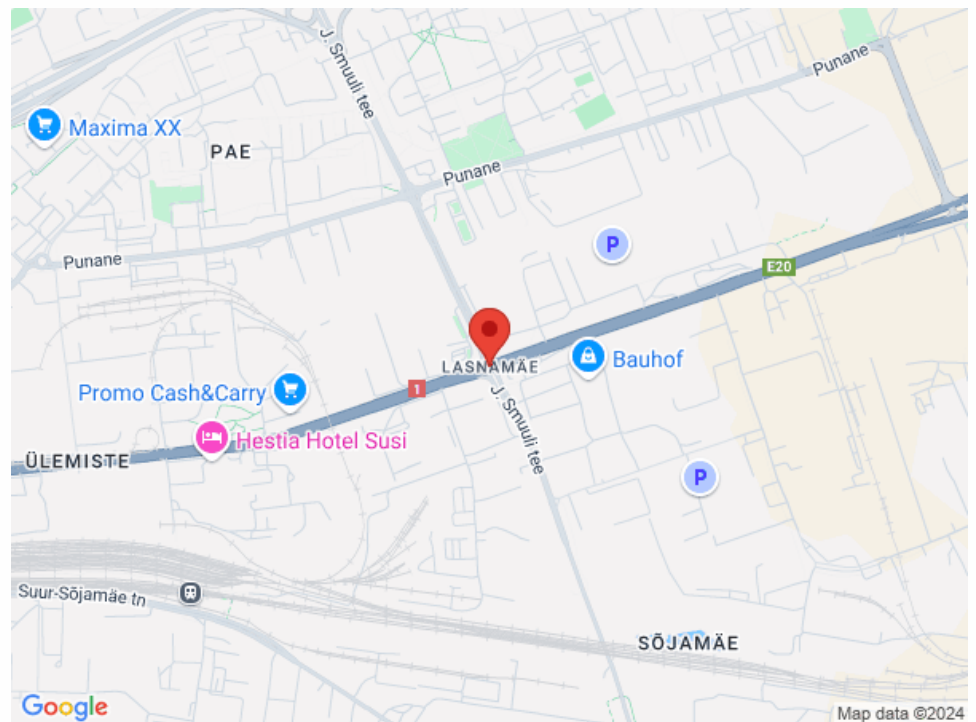 J. Smuuli tee
Punane
Maxima XX
PAE
Punane
Punane
P
E20
LASNAMÄE
Bauhof
1
Promo Cash&Carry
J. Smuuli tee
Hestia Hotel Susi
ÜLEMISTE
P
Suur-Sõjamäe tn
SÕJAMÄE
Google
Map data ©2024